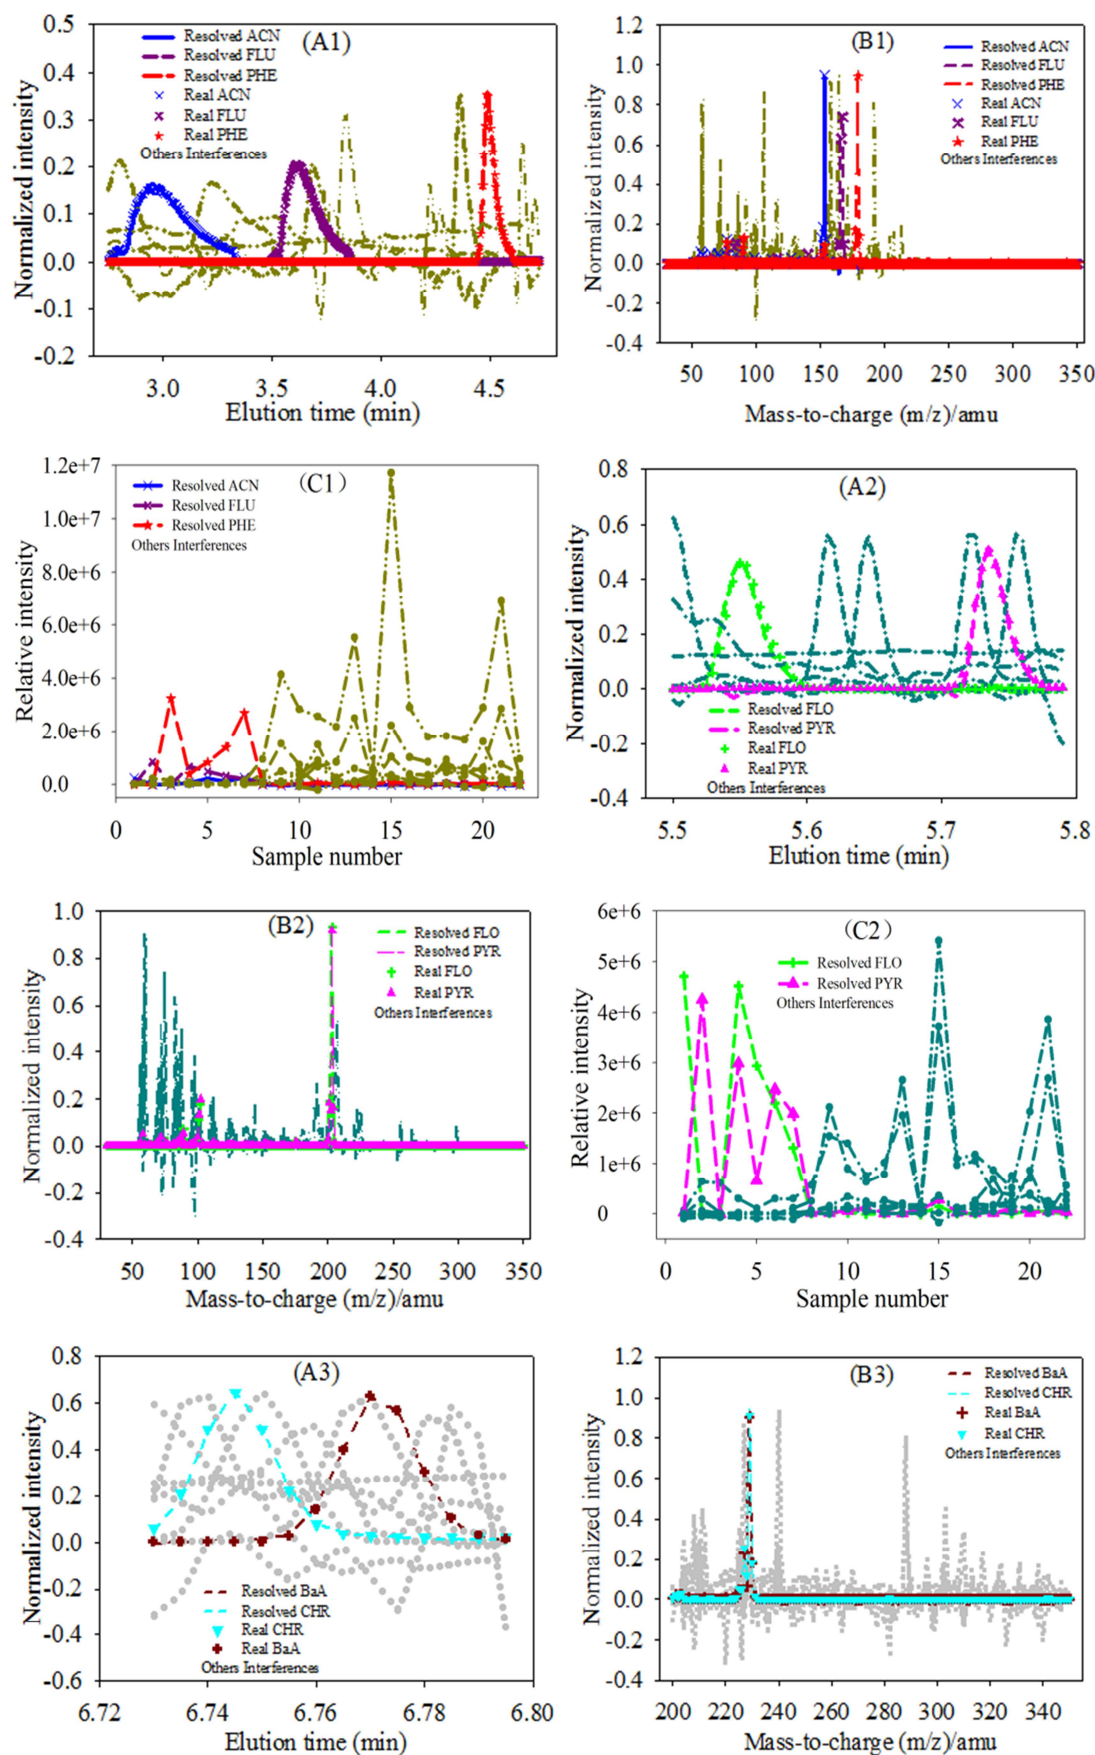 (A1)
Resolved ACN
Resolved FLU
Resolved PHE
Real ACN
Real FLU
Real PHE
Others Interferences
Normalized intensity
0.5
0.4
0.3
0.2
0.1
0.0
-0.1
-0.2
3.0 3.5 4.0 4.5
Elution time (min)
(B1)
Resolved ACN
Resolved FLU
Resolved PHE
Real ACN
Real FLU
Real PHE
Others Interferences
Normalized intensity
1.2
1.0
0.8
0.6
0.4
0.2
0.0
-0.2
-0.4
50 100 150 200 250 300 350
Mass-to-charge (m/z)/amu
(C1)
Resolved ACN
Resolved FLU
Resolved PHE
Others Interferences
Relative intensity
1.2e+7
1.0e+7
8.0e+6
6.0e+6
4.0e+6
2.0e+6
0.0
0 5 10 15 20
Sample number
(A2)
Normalized intensity
0.8
0.6
0.4
0.2
0.0
-0.2
-0.4
Resolved FLO
Resolved PYR
Real FLO
Real PYR
Others Interferences
5.5 5.6 5.7 5.8
Elution time (min)
(B2)
Resolved FLO
Resolved PYR
Real FLO
Real PYR
Others Interferences
Normalized intensity
1.0
0.8
0.6
0.4
0.2
0.0
-0.2
-0.4
50 100 150 200 250 300 350
Mass-to-charge (m/z)/amu
(C2)
Resolved FLO
Resolved PYR
Others Interferences
Relative intensity
6e+6
5e+6
4e+6
3e+6
2e+6
1e+6
0
0 5 10 15 20
Sample number
(A3)
Normalized intensity
0.8
0.6
0.4
0.2
0.0
-0.2
-0.4
-0.6
Resolved BaA
Resolved CHR
Real CHR
Real BaA
Others Interferences
6.72 6.74 6.76 6.78 6.80
Elution time (min)
(B3)
Resolved BaA
Resolved CHR
Real BaA
Real CHR
Others Interferences
Normalized intensity
1.2
1.0
0.8
0.6
0.4
0.2
0.0
-0.2
-0.4
200 220 240 260 280 300 320 340
Mass-to-charge (m/z)/amu